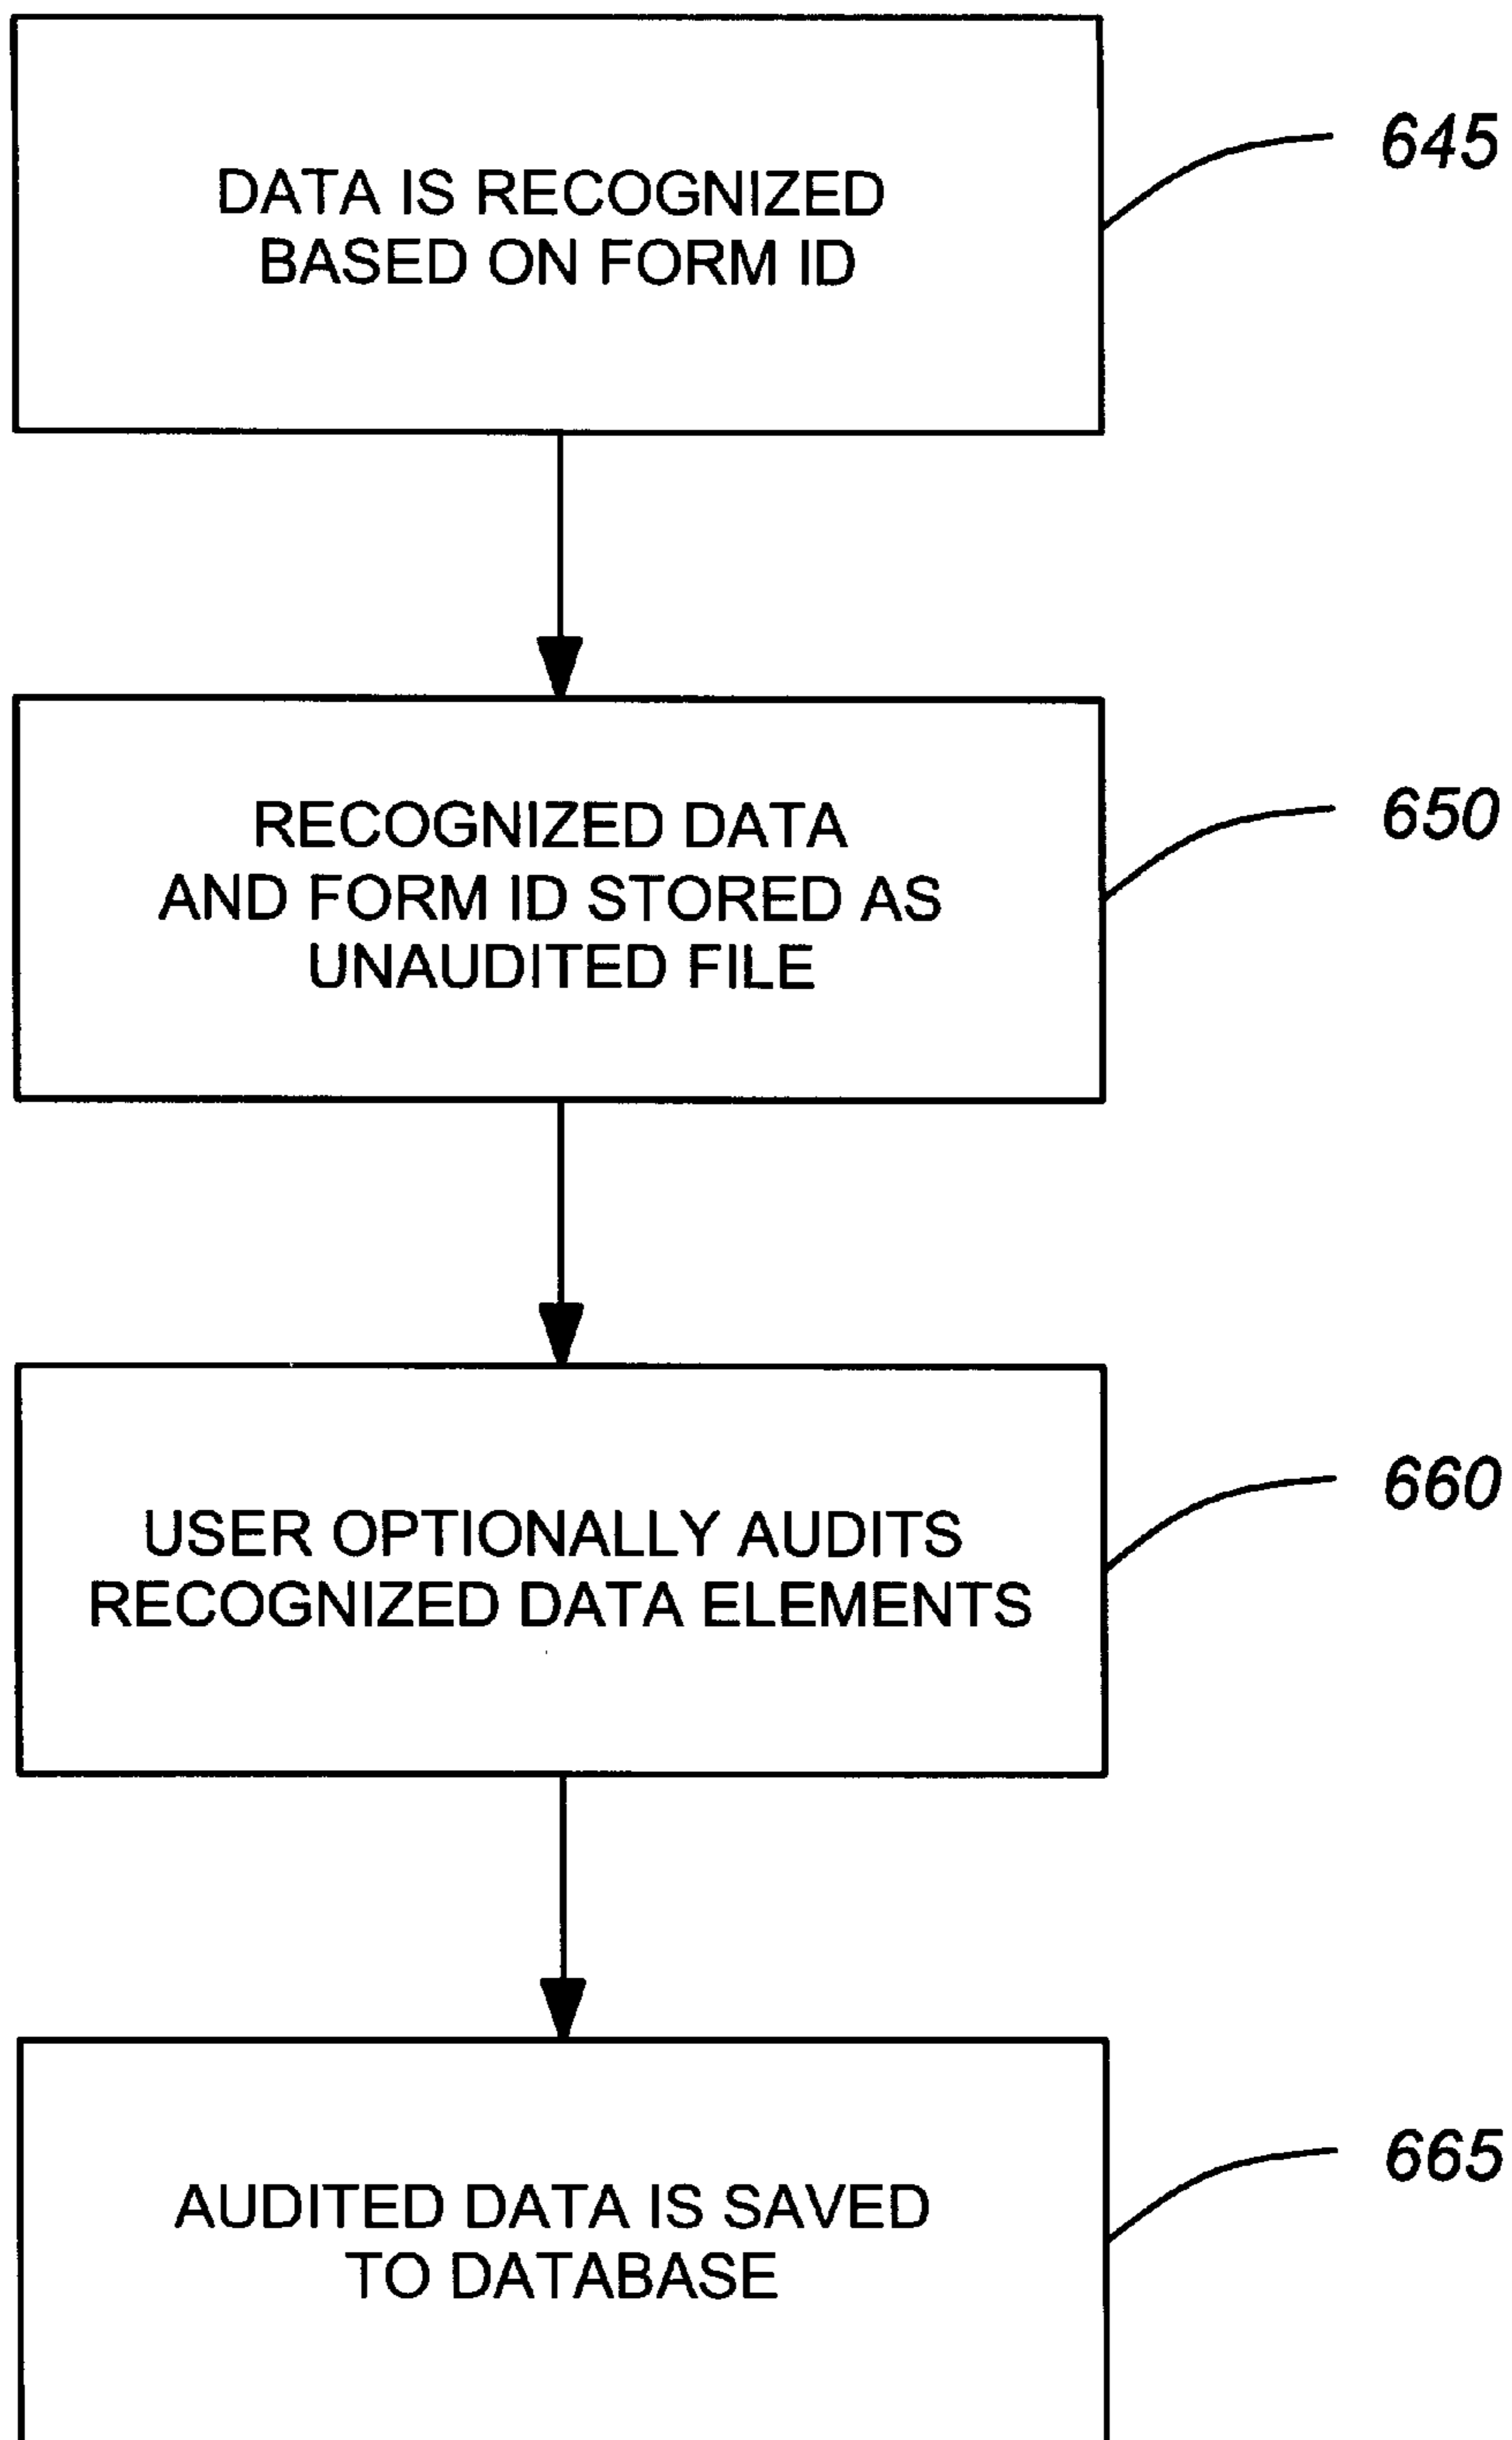 DATA IS RECOGNIZED
BASED ON FORM ID
645
RECOGNIZED DATA
AND FORM ID STORED AS
UNAUDITED FILE
650
USER OPTIONALLY AUDITS
RECOGNIZED DATA ELEMENTS
660
AUDITED DATA IS SAVED
TO DATABASE
665